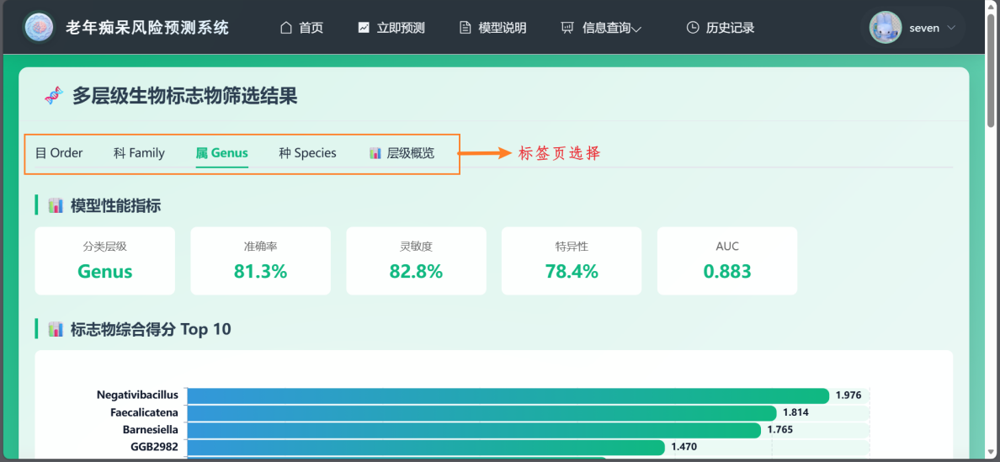 老年痴呆风险预测系统 首页 立即预测 模型说明 信息查询 历史记录 seven
多层级生物标志物筛选结果
目 Order 科 Family 属 Genus 种 Species 层级概览 标签页选择
模型性能指标
分类层级 准确率 灵敏度 特异性 AUC
Genus 81.3% 82.8% 78.4% 0.883
标志物综合得分 Top 10
Negativibacillus 1.976
Faecalicatena 1.814
Barnesiella 1.765
GGB2982 1.470